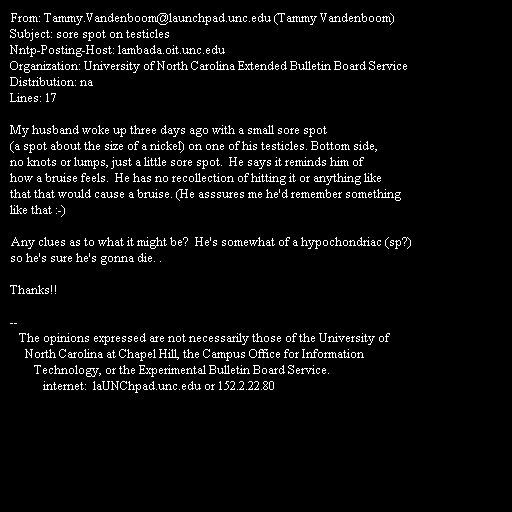 From: Tammy.Vandenboom@launchpad.unc.edu (Tammy Vandenboom)
Subject: sore spot on testicles
Nntp-Posting-Host: lambada.oit.unc.edu
Organization: University of North Carolina Extended Bulletin Board Service
Distribution: na
Lines: 17

My husband woke up three days ago with a small sore spot
(a spot about the size of a nickel) on one of his testicles. Bottom side,
no knots or lumps, just a little sore spot.  He says it reminds him of
how a bruise feels.  He has no recollection of hitting it or anything like
that that would cause a bruise. (He asssures me he'd remember something
like that :-)

Any clues as to what it might be?  He's somewhat of a hypochondriac (sp?)
so he's sure he's gonna die. .

Thanks!!

--
The opinions expressed are not necessarily those of the University of
North Carolina at Chapel Hill, the Campus Office for Information
Technology, or the Experimental Bulletin Board Service.
internet:  laUNChpad.unc.edu or 152.2.22.80